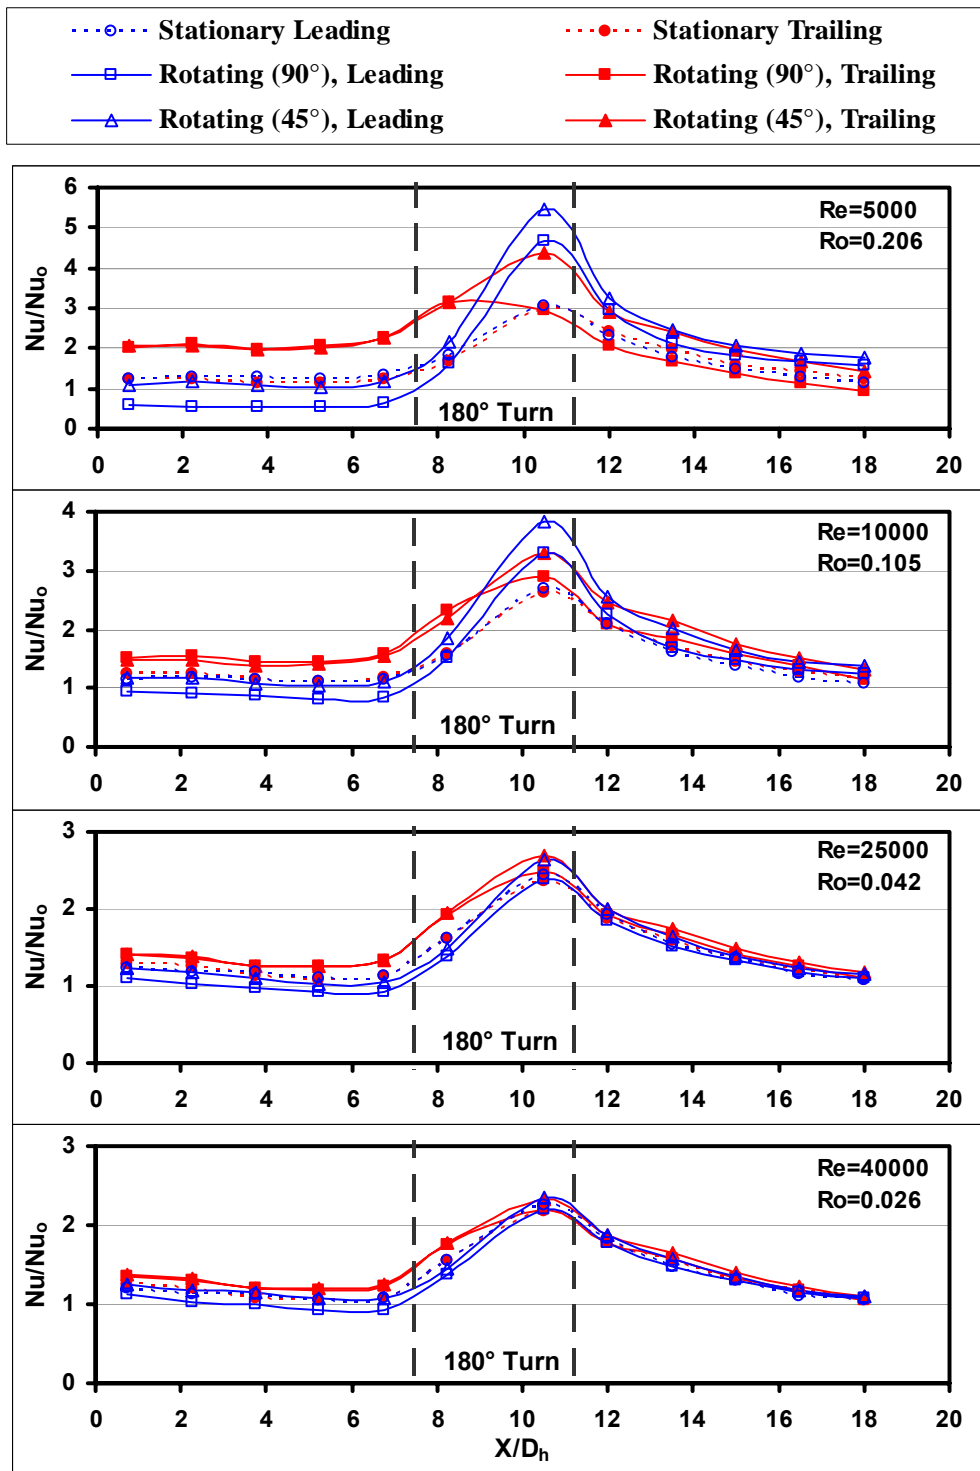 Stationary Leading Stationary Trailing
Rotating (90°), Leading Rotating (90°), Trailing
Rotating (45°), Leading Rotating (45°), Trailing
6
5
4
3
2
1
0
Nu/Nuₒ
Re=5000
Ro=0.206
180° Turn
0 2 4 6 8 10 12 14 16 18 20
4
3
2
1
0
Nu/Nuₒ
Re=10000
Ro=0.105
180° Turn
0 2 4 6 8 10 12 14 16 18 20
3
2
1
0
Nu/Nuₒ
Re=25000
Ro=0.042
180° Turn
0 2 4 6 8 10 12 14 16 18 20
3
2
1
0
Nu/Nuₒ
Re=40000
Ro=0.026
180° Turn
0 2 4 6 8 10 12 14 16 18 20
X/Dₕ